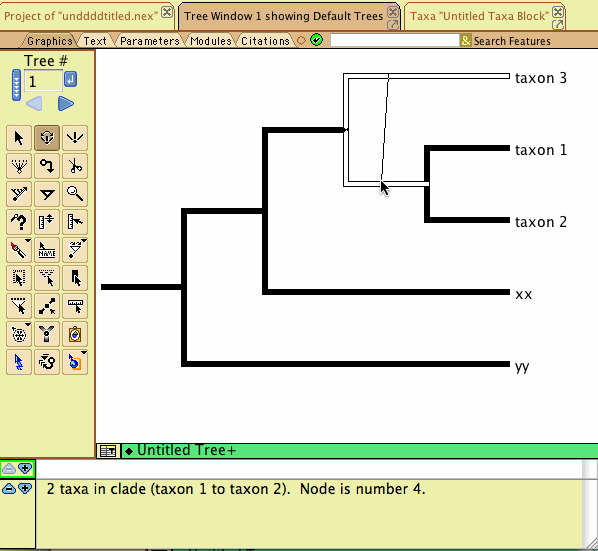 Project of "unddddtitled.nex"
Tree Window 1 showing Default Trees
Taxa "Untitled Taxa Block"
Graphics Text Parameters Modules Citations & Search Features
Tree #
1
taxon 3
taxon 1
taxon 2
xx
yy
NAME
Untitled Tree+
2 taxa in clade (taxon 1 to taxon 2). Node is number 4.